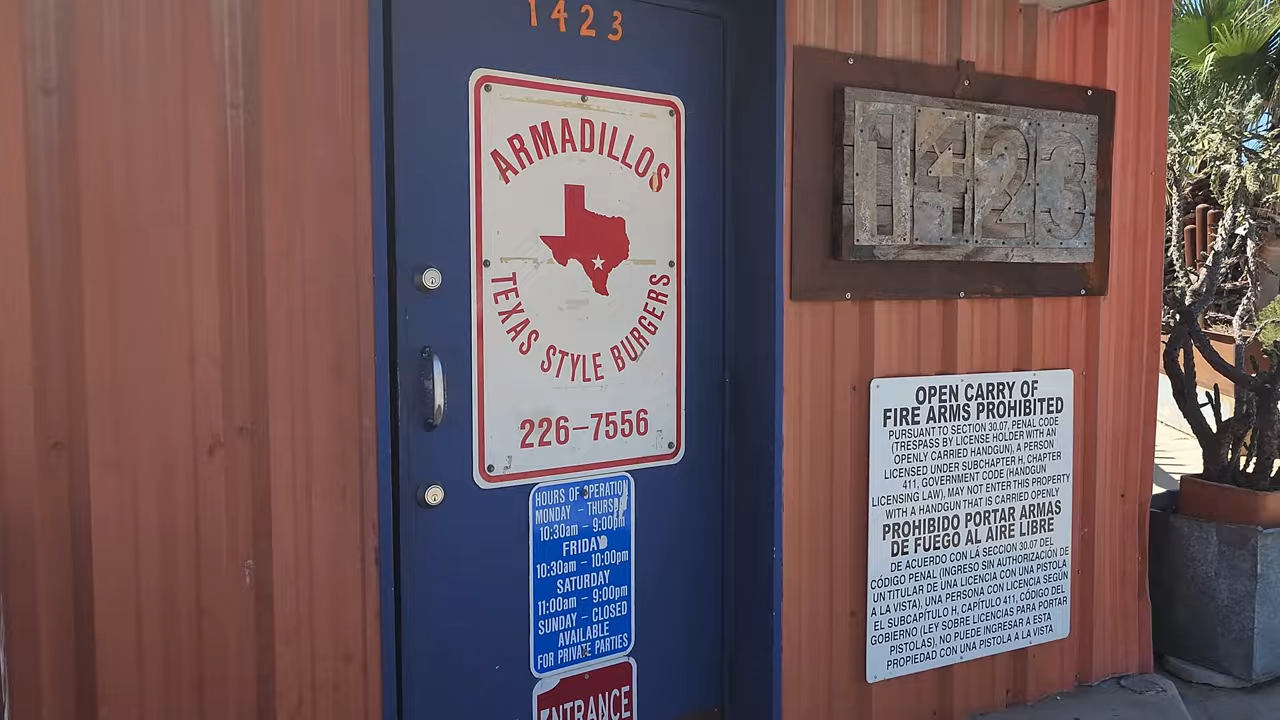 1423
ARMADILLOS
TEXAS STYLE BURGERS
226-7556
HOURS OF OPERATION
MONDAY - THURSDAY
10:30am - 9:00pm
FRIDAY
10:30am - 10:00pm
SATURDAY
11:00am - 9:00pm
SUNDAY - CLOSED
AVAILABLE
FOR PRIVATE PARTIES
ENTRANCE
1423
OPEN CARRY OF
FIRE ARMS PROHIBITED
PURSUANT TO SECTION 30.07, PENAL CODE
(TRESPASS BY LICENSE HOLDER WITH AN
OPENLY CARRIED HANDGUN), A PERSON
LICENSED UNDER SUBCHAPTER H, CHAPTER
411, GOVERNMENT CODE (HANDGUN
LICENSING LAW), MAY NOT ENTER THIS PROPERTY
WITH A HANDGUN THAT IS CARRIED OPENLY
PROHIBIDO PORTAR ARMAS
DE FUEGO AL AIRE LIBRE
DE ACUERDO CON LA SECCION 30.07 DEL
CÓDIGO PENAL (INGRESO SIN AUTORIZACIÓN DE
UN TITULAR DE UNA LICENCIA CON UNA PISTOLA
A LA VISTA), UNA PERSONA CON LICENCIA SEGÚN
EL SUBCAPÍTULO H, CAPÍTULO 411, CÓDIGO DEL
GOBIERNO (LEY SOBRE LICENCIAS PARA PORTAR
PISTOLAS), NO PUEDE INGRESAR A ESTA
PROPIEDAD CON UNA PISTOLA A LA VISTA